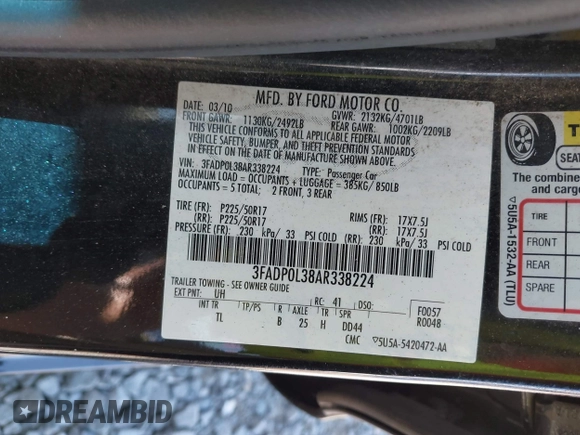 MFD. BY FORD MOTOR CO.
03/10 GVWR: 2132KG/4701LB
FRONT GAWR: 1130KG/2492LB REAR GAWR: 1002KG/2209LB
THIS VEHICLE CONFORMS TO ALL APPLICABLE FEDERAL MOTOR
VEHICLE SAFETY, BUMPER, AND THEFT PREVENTION STANDARDS
IN EFFECT ON THE DATE OF MANUFACTURE SHOWN ABOVE.
VIN: 3FADP0L38AR338224 TYPE: Passenger Car
MAXIMUM LOAD = OCCUPANTS + LUGGAGE = 385KG/ 850LB
OCCUPANTS = 5 TOTAL; 2 FRONT, 3 REAR
TIRE (FR): P225/50R17 RIMS (FR): 17X7.5J
(RR): P225/50R17 (RR): 17X7.5J
PRESSURE (FR): 230 kPa/ 33 PSI COLD (RR): 230 kPa/ 33 PSI COLD
3FADP0L38AR338224
TRAILER TOWING - SEE OWNER GUIDE
EXT PNT: UH RC: 41 DSO: F0057
INT TR TP/PS R AXLE TR R0048
TL B 25 H DD44
CMC ▽5U5A-5420472-AA
SEAT
The combine
and cargo
TIRE
FRONT
REAR
SPARE
▽5U5A-1532-AA (TLU)
DREAMBID